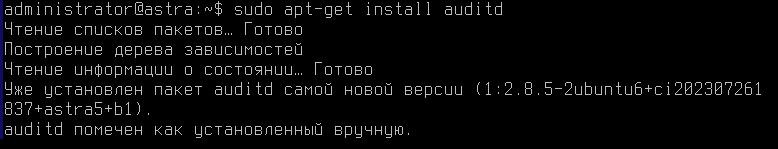 administrator@astra:~$ sudo apt-get install auditd
Чтение списков пакетов… Готово
Построение дерева зависимостей
Чтение информации о состоянии… Готово
Уже установлен пакет auditd самой новой версии (1:2.8.5-2ubuntu6+ci202307261
837+astra5+b1).
auditd помечен как установленный вручную.